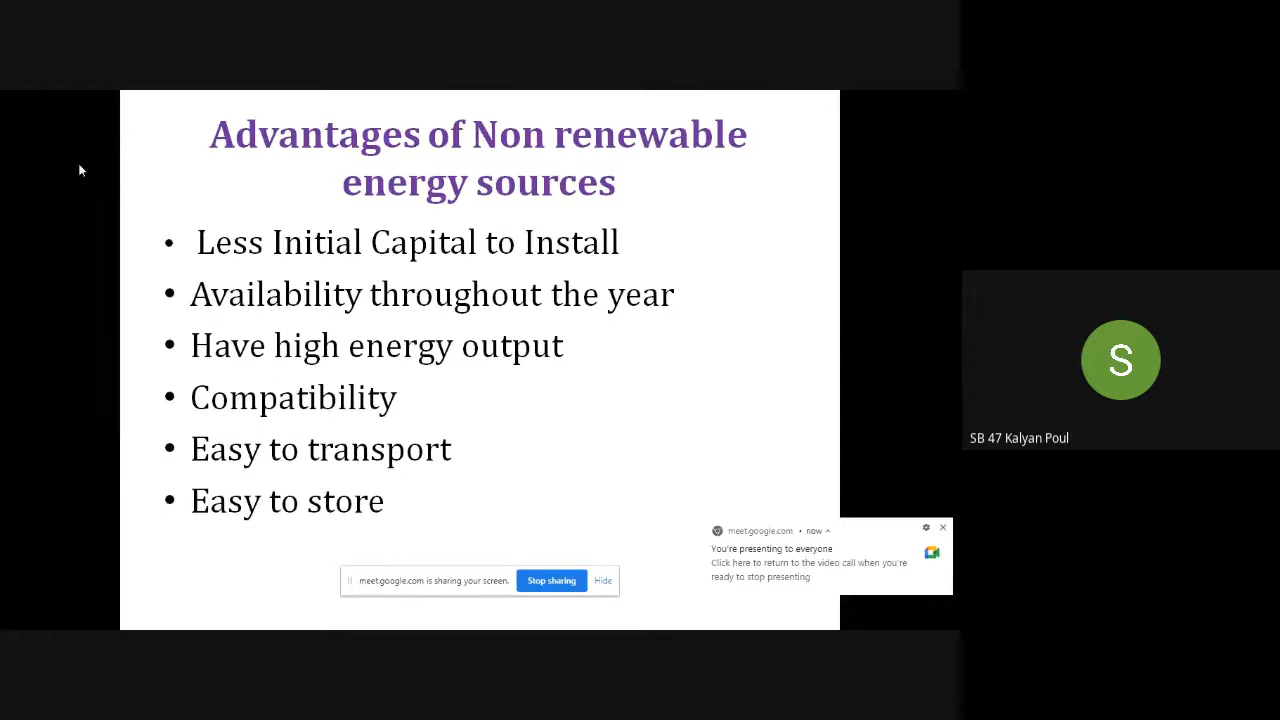 Advantages of Non renewable
energy sources
• Less Initial Capital to Install
• Availability throughout the year
• Have high energy output
• Compatibility
• Easy to transport
• Easy to store
meet.google.com • now
You're presenting to everyone
Click here to return to the video call when you're
ready to stop presenting
meet.google.com is sharing your screen. Stop sharing Hide
S
SB 47 Kalyan Poul